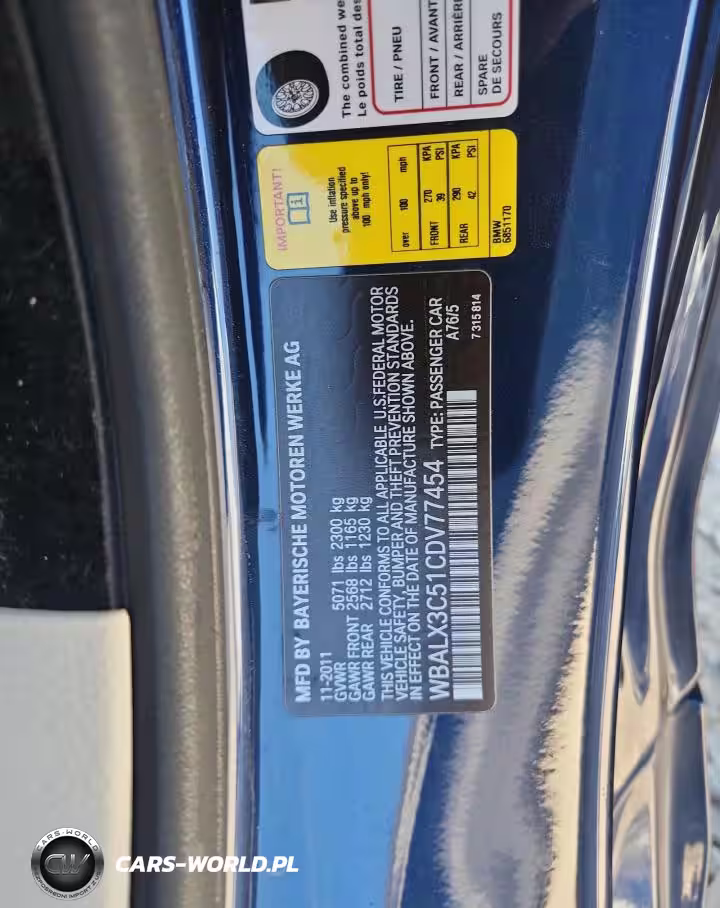 The combined we
Le poids total des
TIRE / PNEU
FRONT / AVANT
REAR / ARRIÈRE
SPARE
DE SECOURS
IMPORTANT!
Use inflation
pressure specified
above up to
100 mph only!
over 100 mph
FRONT 270 KPA
39 PSI
REAR 290 KPA
42 PSI
BMW
6851170
MFD BY BAYERISCHE MOTOREN WERKE AG
11-2011
GVWR 5071 lbs 2300 kg
GAWR FRONT 2568 lbs 1165 kg
GAWR REAR 2712 lbs 1230 kg
THIS VEHICLE CONFORMS TO ALL APPLICABLE U.S.FEDERAL MOTOR
VEHICLE SAFETY, BUMPER AND THEFT PREVENTION STANDARDS
IN EFFECT ON THE DATE OF MANUFACTURE SHOWN ABOVE.
WBALX3C51CDV77454 TYPE: PASSENGER CAR
A76/5
7 315 814
CARS-WORLD
CW
CARS-WORLD.PL